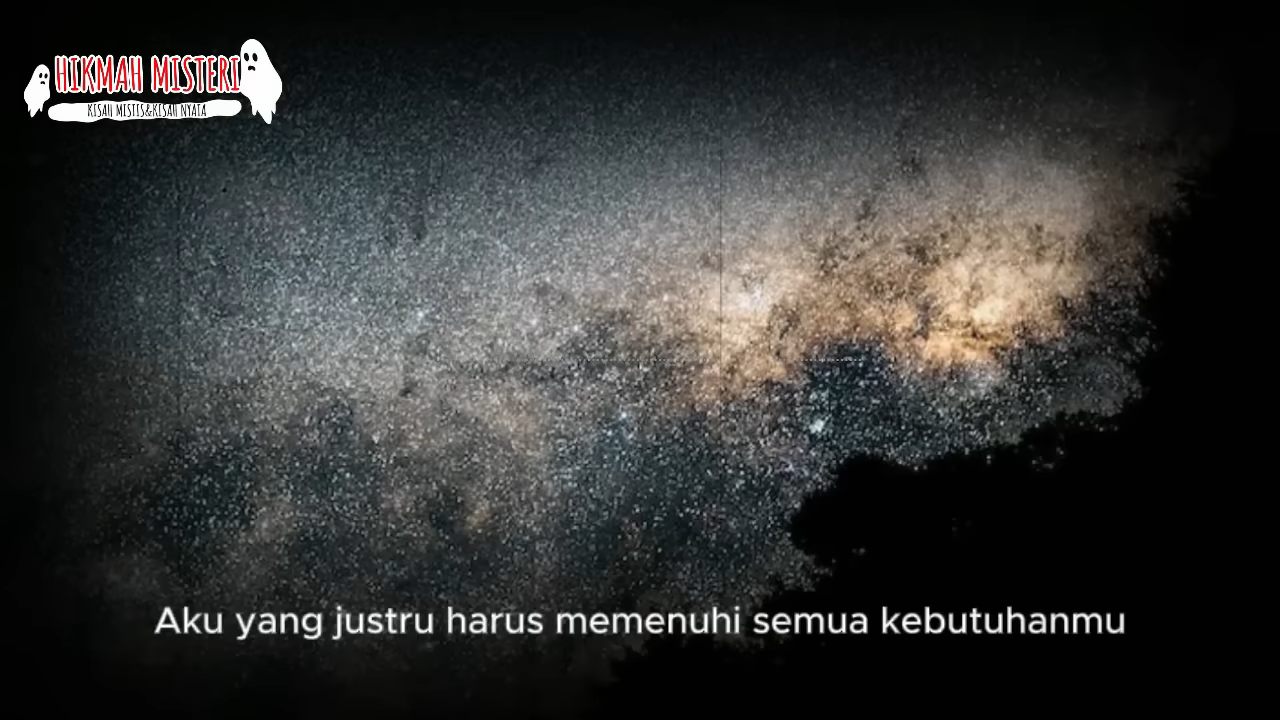 HIKMAH MISTERI
KISAH MISTIS&KISAH NYATA
Aku yang justru harus memenuhi semua kebutuhanmu